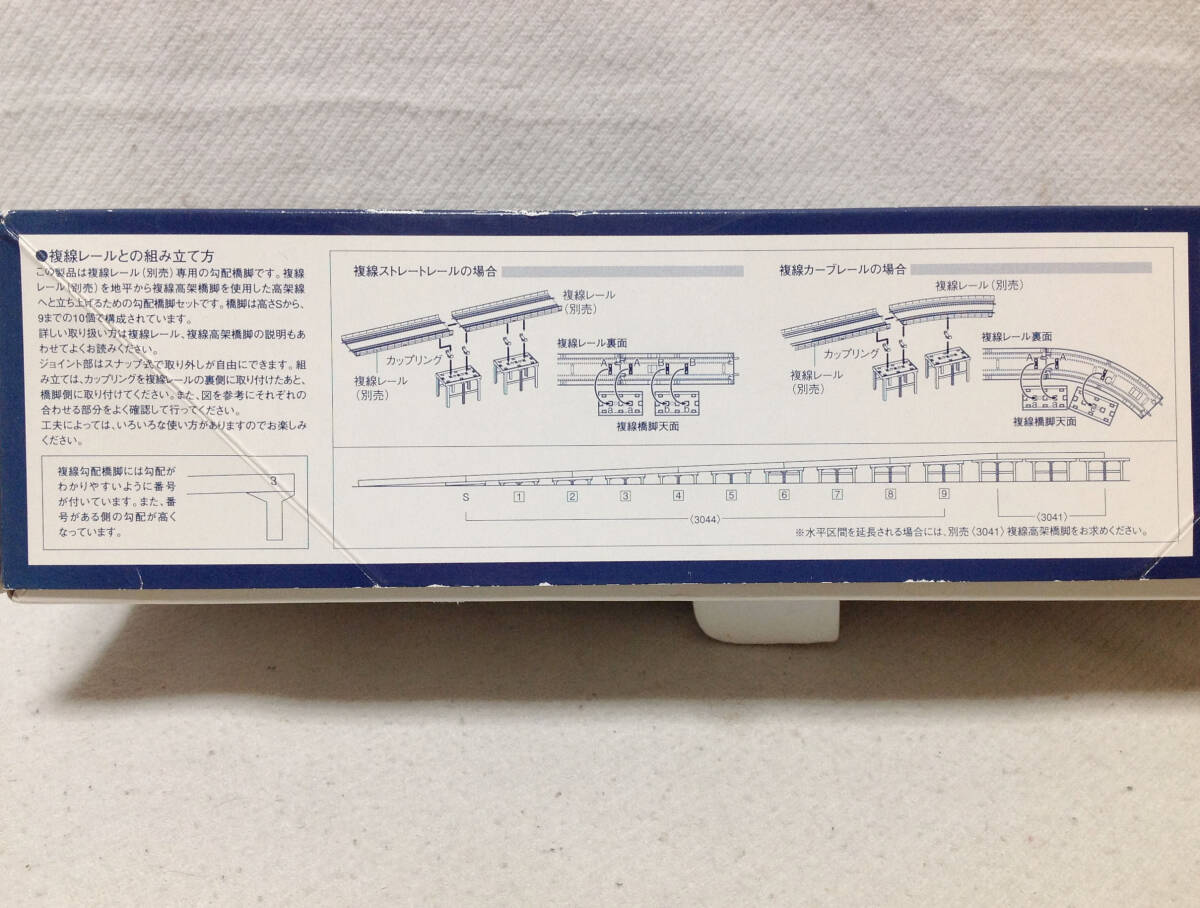 ●複線レールとの組み立て方
この製品は複線レール(別売)専用の勾配橋脚です。複線
レール(別売)を地平から複線高架橋脚を使用した高架線
へと立ち上げるための勾配橋脚セットです。橋脚は高さSから、
9までの10個で構成されています。
詳しい取り扱い方は複線レール、複線高架橋脚の説明もあ
わせてよくお読みください。
ジョイント部はスナップ式で取り外しが自由にできます。組
み立ては、カップリングを複線レールの裏側に取り付けたあと、
橋脚側に取り付けてください。また、図を参考にそれぞれの
合わせる部分をよく確認して行ってください。
工夫によっては、いろいろな使い方がありますのでお楽しみ
ください。
複線勾配橋脚には勾配が
わかりやすいように番号
が付いています。また、番
号がある側の勾配が高く
なっています。
3
複線ストレートレールの場合
複線レール
(別売)
カップリング
複線レール
(別売)
複線レール裏面
A A B B
複線橋脚天面
複線カーブレールの場合
複線レール(別売)
カップリング
複線レール
(別売)
複線レール裏面
A A B
複線橋脚天面
S 1 2 3 4 5 6 7 8 9
〈3044〉
〈3041〉
※水平区間を延長される場合には、別売〈3041〉複線高架橋脚をお求めください。